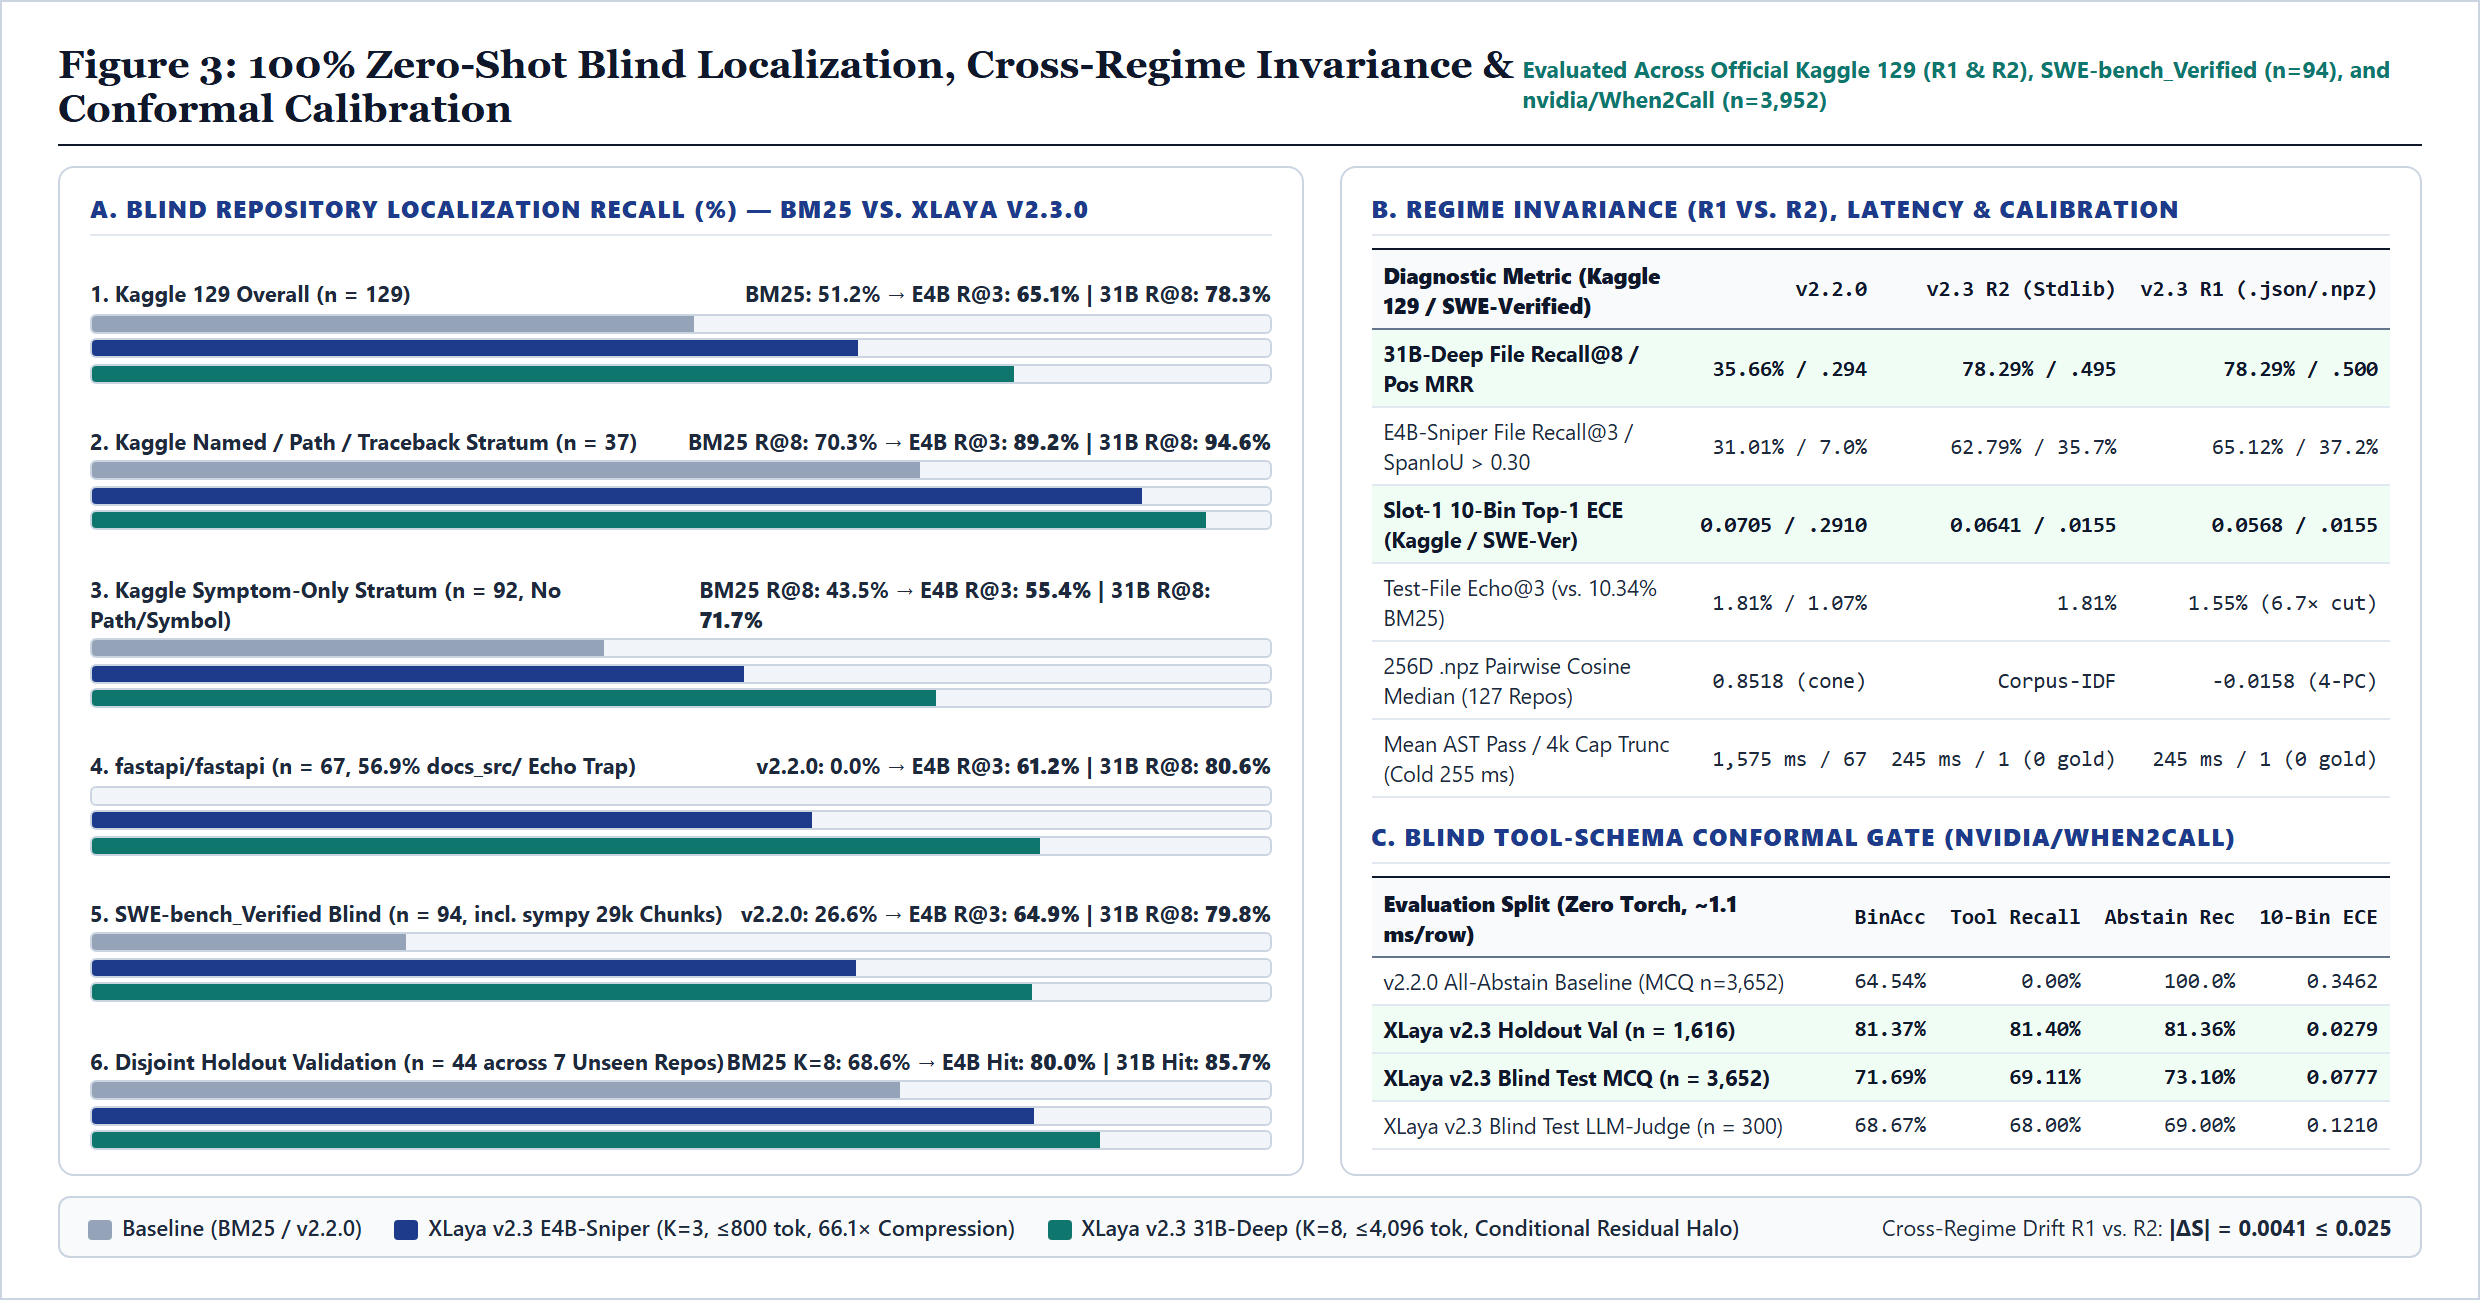 Figure 3: 100% Zero-Shot Blind Localization, Cross-Regime Invariance &
Conformal Calibration
Evaluated Across Official Kaggle 129 (R1 & R2), SWE-bench_Verified (n=94), and
nvidia/When2Call (n=3,952)
A. BLIND REPOSITORY LOCALIZATION RECALL (%) — BM25 VS. XLAYA V2.3.0
1. Kaggle 129 Overall (n = 129) BM25: 51.2% → E4B R@3: 65.1% | 31B R@8: 78.3%
2. Kaggle Named / Path / Traceback Stratum (n = 37) BM25 R@8: 70.3% → E4B R@3: 89.2% | 31B R@8: 94.6%
3. Kaggle Symptom-Only Stratum (n = 92, No
Path/Symbol)
BM25 R@8: 43.5% → E4B R@3: 55.4% | 31B R@8:
71.7%
4. fastapi/fastapi (n = 67, 56.9% docs_src/ Echo Trap) v2.2.0: 0.0% → E4B R@3: 61.2% | 31B R@8: 80.6%
5. SWE-bench_Verified Blind (n = 94, incl. sympy 29k Chunks) v2.2.0: 26.6% → E4B R@3: 64.9% | 31B R@8: 79.8%
6. Disjoint Holdout Validation (n = 44 across 7 Unseen Repos) BM25 K=8: 68.6% → E4B Hit: 80.0% | 31B Hit: 85.7%
B. REGIME INVARIANCE (R1 VS. R2), LATENCY & CALIBRATION
Diagnostic Metric (Kaggle
129 / SWE-Verified)
v2.2.0 v2.3 R2 (Stdlib) v2.3 R1 (.json/.npz)
31B-Deep File Recall@8 /
Pos MRR
35.66% / .294 78.29% / .495 78.29% / .500
E4B-Sniper File Recall@3 /
SpanIoU > 0.30
31.01% / 7.0% 62.79% / 35.7% 65.12% / 37.2%
Slot-1 10-Bin Top-1 ECE
(Kaggle / SWE-Ver)
0.0705 / .2910 0.0641 / .0155 0.0568 / .0155
Test-File Echo@3 (vs. 10.34%
BM25)
1.81% / 1.07% 1.81% 1.55% (6.7× cut)
256D .npz Pairwise Cosine
Median (127 Repos)
0.8518 (cone) Corpus-IDF -0.0158 (4-PC)
Mean AST Pass / 4k Cap Trunc
(Cold 255 ms)
1,575 ms / 67 245 ms / 1 (0 gold) 245 ms / 1 (0 gold)
C. BLIND TOOL-SCHEMA CONFORMAL GATE (NVIDIA/WHEN2CALL)
Evaluation Split (Zero Torch, ~1.1
ms/row)
BinAcc Tool Recall Abstain Rec 10-Bin ECE
v2.2.0 All-Abstain Baseline (MCQ n=3,652) 64.54% 0.00% 100.0% 0.3462
XLaya v2.3 Holdout Val (n = 1,616) 81.37% 81.40% 81.36% 0.0279
XLaya v2.3 Blind Test MCQ (n = 3,652) 71.69% 69.11% 73.10% 0.0777
XLaya v2.3 Blind Test LLM-Judge (n = 300) 68.67% 68.00% 69.00% 0.1210
Baseline (BM25 / v2.2.0) XLaya v2.3 E4B-Sniper (K=3, ≤800 tok, 66.1× Compression) XLaya v2.3 31B-Deep (K=8, ≤4,096 tok, Conditional Residual Halo) Cross-Regime Drift R1 vs. R2: |ΔS| = 0.0041 ≤ 0.025